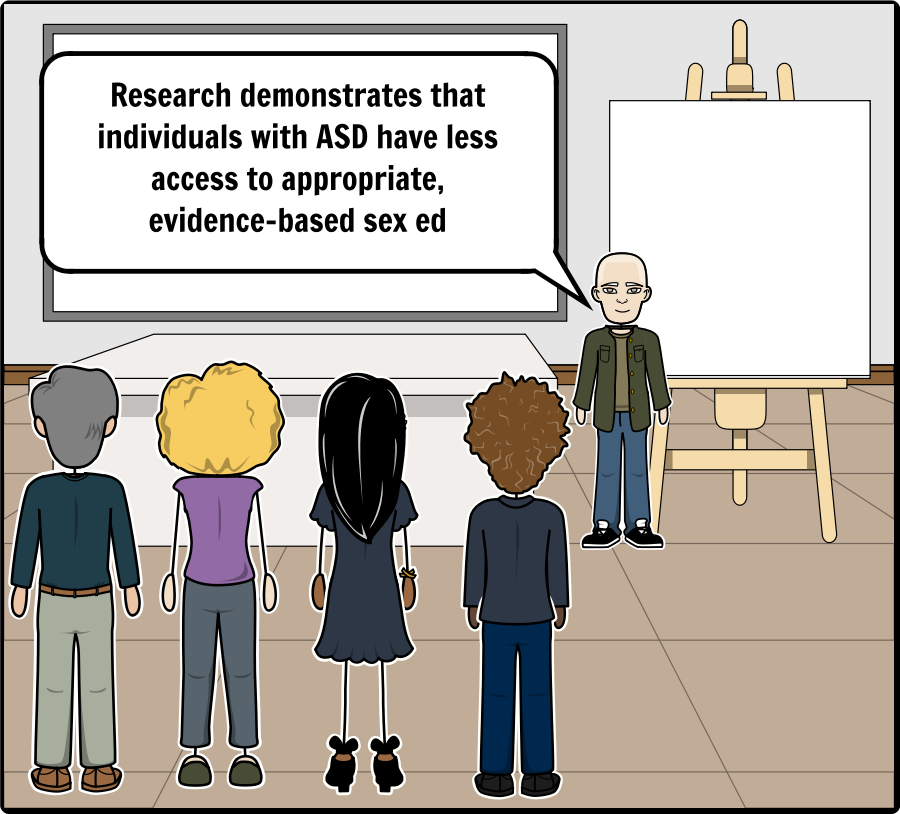 Research demonstrates that
individuals with ASD have less
access to appropriate,
evidence-based sex ed